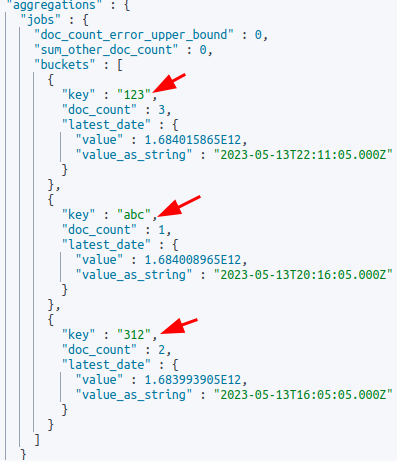 "aggregations" : {
"jobs" : {
"doc_count_error_upper_bound" : 0,
"sum_other_doc_count" : 0,
"buckets" : [
{
"key" : "123",
"doc_count" : 3,
"latest_date" : {
"value" : 1.684015865E12,
"value_as_string" : "2023-05-13T22:11:05.000Z"
}
},
{
"key" : "abc",
"doc_count" : 1,
"latest_date" : {
"value" : 1.684008965E12,
"value_as_string" : "2023-05-13T20:16:05.000Z"
}
},
{
"key" : "312",
"doc_count" : 2,
"latest_date" : {
"value" : 1.683993905E12,
"value_as_string" : "2023-05-13T16:05:05.000Z"
}
}
]
}